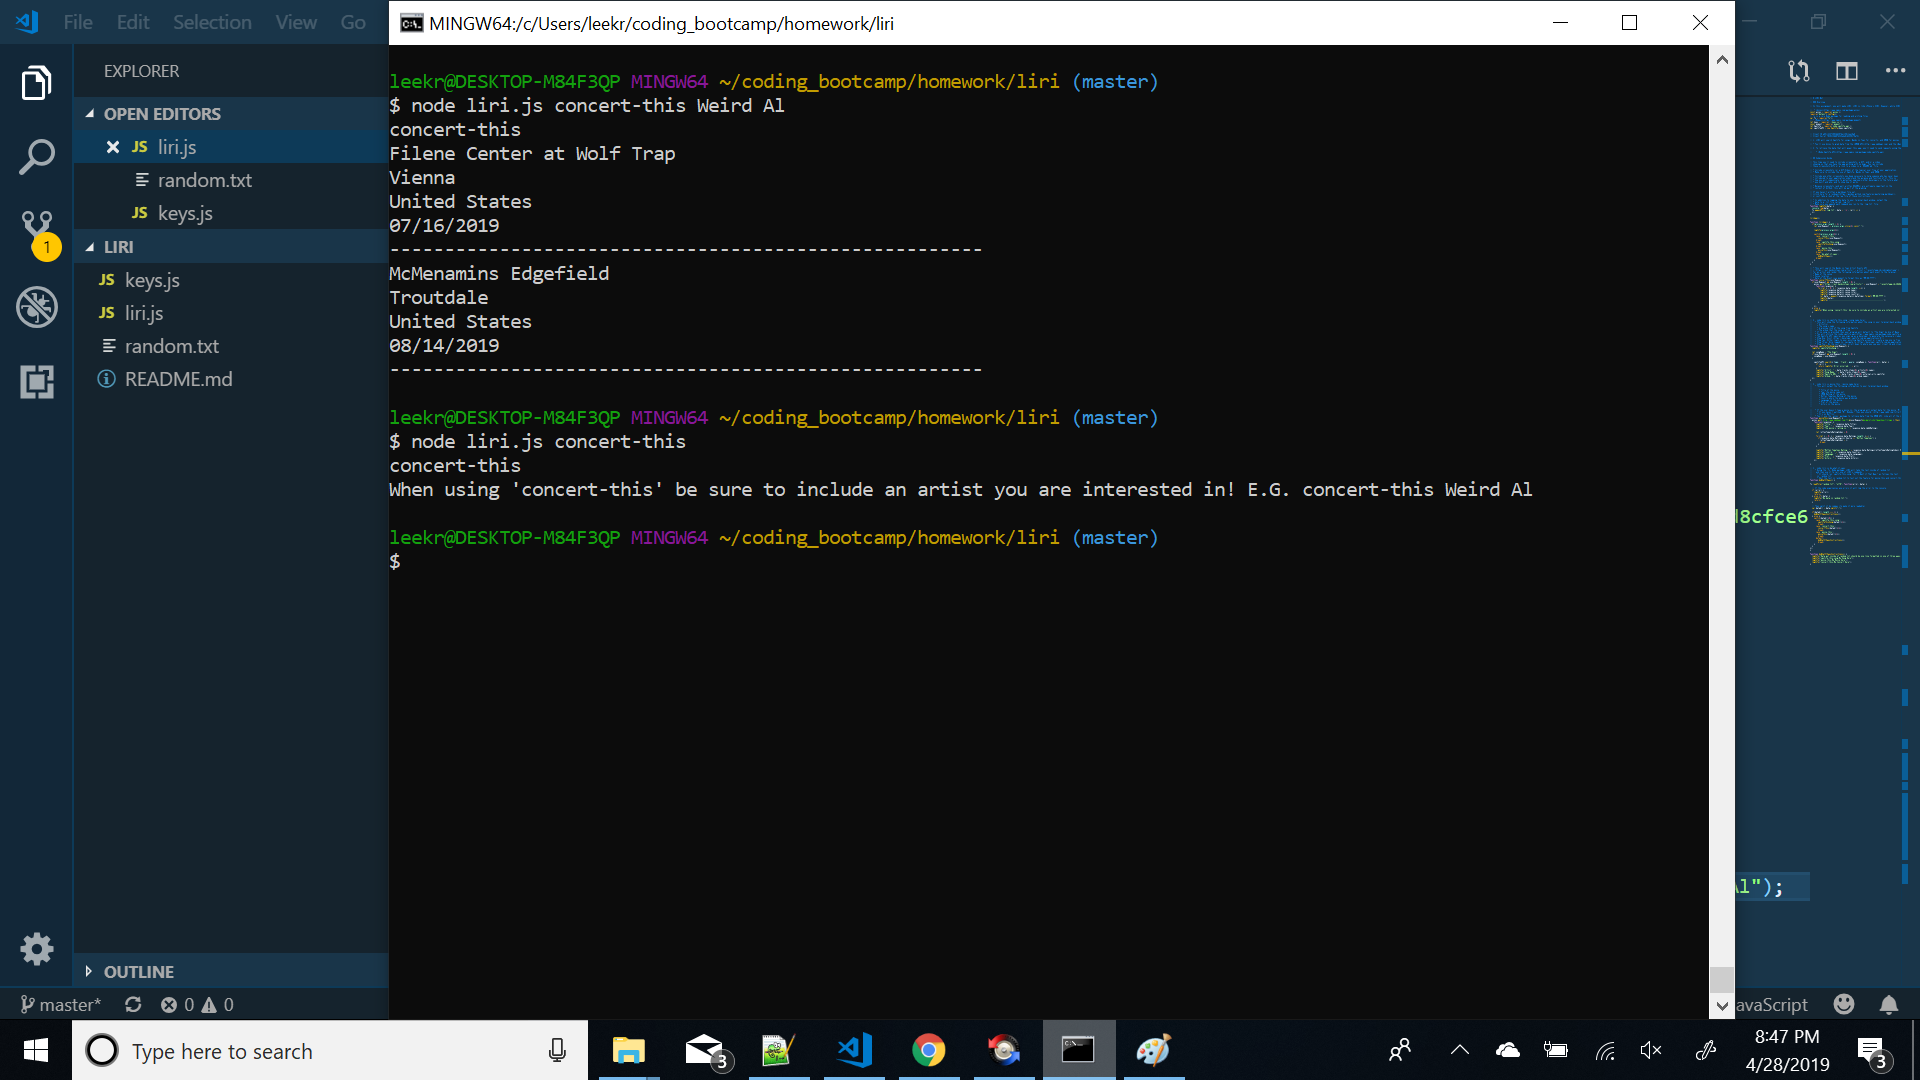 File Edit Selection View Go
MINGW64:/c/Users/leekr/coding_bootcamp/homework/liri
EXPLORER
OPEN EDITORS
JS liri.js
random.txt
JS keys.js
1
LIRI
JS keys.js
JS liri.js
random.txt
README.md
OUTLINE
master* 0 0
leekr@DESKTOP-M84F3QP MINGW64 ~/coding_bootcamp/homework/liri (master)
$ node liri.js concert-this Weird Al
concert-this
Filene Center at Wolf Trap
Vienna
United States
07/16/2019
------------------------------------------------------
McMenamins Edgefield
Troutdale
United States
08/14/2019
------------------------------------------------------
leekr@DESKTOP-M84F3QP MINGW64 ~/coding_bootcamp/homework/liri (master)
$ node liri.js concert-this
concert-this
When using 'concert-this' be sure to include an artist you are interested in! E.G. concert-this Weird Al
leekr@DESKTOP-M84F3QP MINGW64 ~/coding_bootcamp/homework/liri (master)
$
d8cfce6
Al");
avaScript
Type here to search
3
8:47 PM
4/28/2019
3